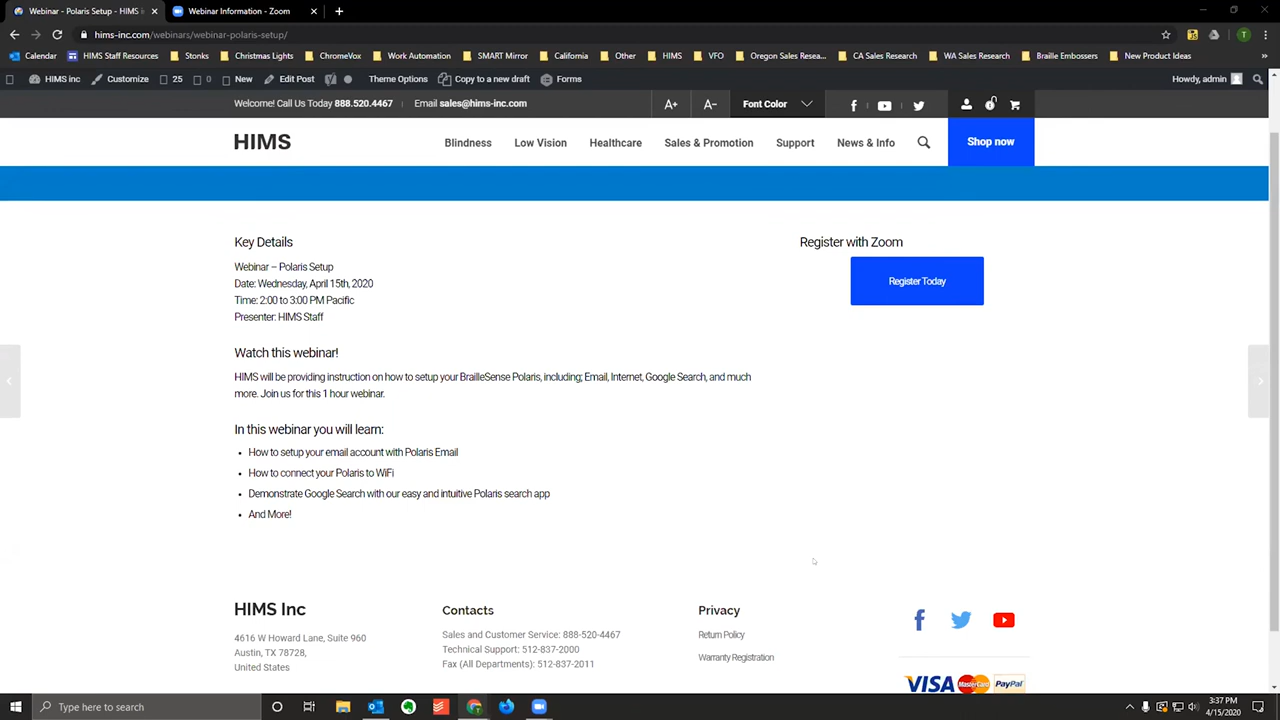 Webinar - Polaris Setup - HIMS
Webinar Information - Zoom
hims-inc.com/webinars/webinar-polaris-setup/
Calendar
HIMS Staff Resources
Stonks
Christmas Lights
ChromeVox
Work Automation
SMART Mirror
California
Other
HIMS
VFO
Oregon Sales Resea...
CA Sales Research
WA Sales Research
Braille Embossers
New Product Ideas
HIMS Inc
Customize
25
0
New
Edit Post
Theme Options
Copy to a new draft
Forms
Howdy, admin
Welcome! Call Us Today 888.520.4467
Email sales@hims-inc.com
A+
A-
Font Color
HIMS
Blindness
Low Vision
Healthcare
Sales & Promotion
Support
News & Info
Shop now
Key Details
Webinar – Polaris Setup
Date: Wednesday, April 15th, 2020
Time: 2:00 to 3:00 PM Pacific
Presenter: HIMS Staff
Register with Zoom
Register Today
Watch this webinar!
HIMS will be providing instruction on how to setup your BrailleSense Polaris, including; Email, Internet, Google Search, and much
more. Join us for this 1 hour webinar.
In this webinar you will learn:
• How to setup your email account with Polaris Email
• How to connect your Polaris to WiFi
• Demonstrate Google Search with our easy and intuitive Polaris search app
• And More!
HIMS Inc
4616 W Howard Lane, Suite 960
Austin, TX 78728,
United States
Contacts
Sales and Customer Service: 888-520-4467
Technical Support: 512-837-2000
Fax (All Departments): 512-837-2011
Privacy
Return Policy
Warranty Registration
VISA
MasterCard
PayPal
Type here to search
3:37 PM
4/15/2020